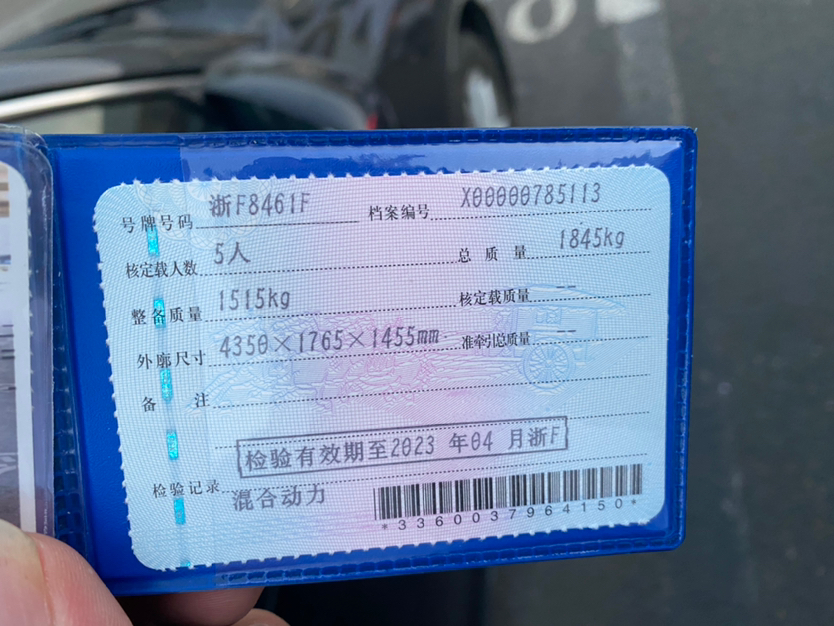 号牌号码 浙F8461F 档案编号 X00000785113
核定载人数 5人 总质量 1845kg
整备质量 1515kg 核定载质量 --
外廓尺寸 4350×1765×1455mm 准牵引总质量 --
备注
检验有效期至2023 年04 月浙F
检验记录 混合动力
*3360037964150*